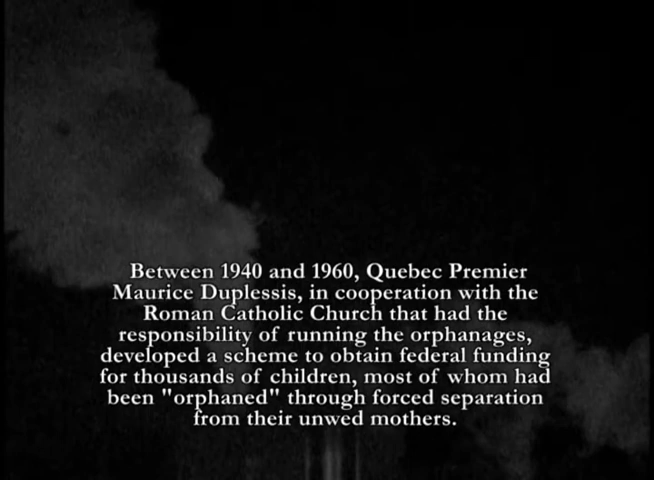 Between 1940 and 1960, Quebec Premier
Maurice Duplessis, in cooperation with the
Roman Catholic Church that had the
responsibility of running the orphanages,
developed a scheme to obtain federal funding
for thousands of children, most of whom had
been "orphaned" through forced separation
from their unwed mothers.